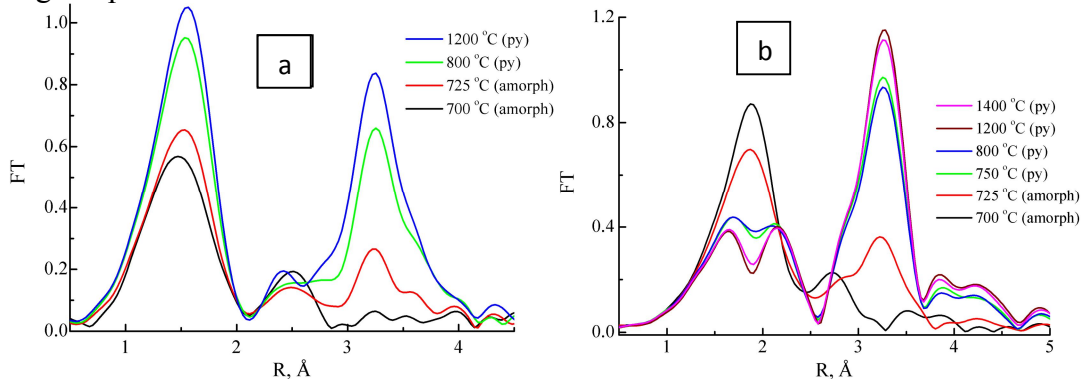 1.0
0.8
0.6
0.4
0.2
0.0
FT
a
1200 °C (py)
800 °C (py)
725 °C (amorph)
700 °C (amorph)
1 2 3 4
R, Å
1.2
0.8
0.4
0.0
FT
b
1400 °C (py)
1200 °C (py)
800 °C (py)
750 °C (py)
725 °C (amorph)
700 °C (amorph)
1 2 3 4 5
R, Å